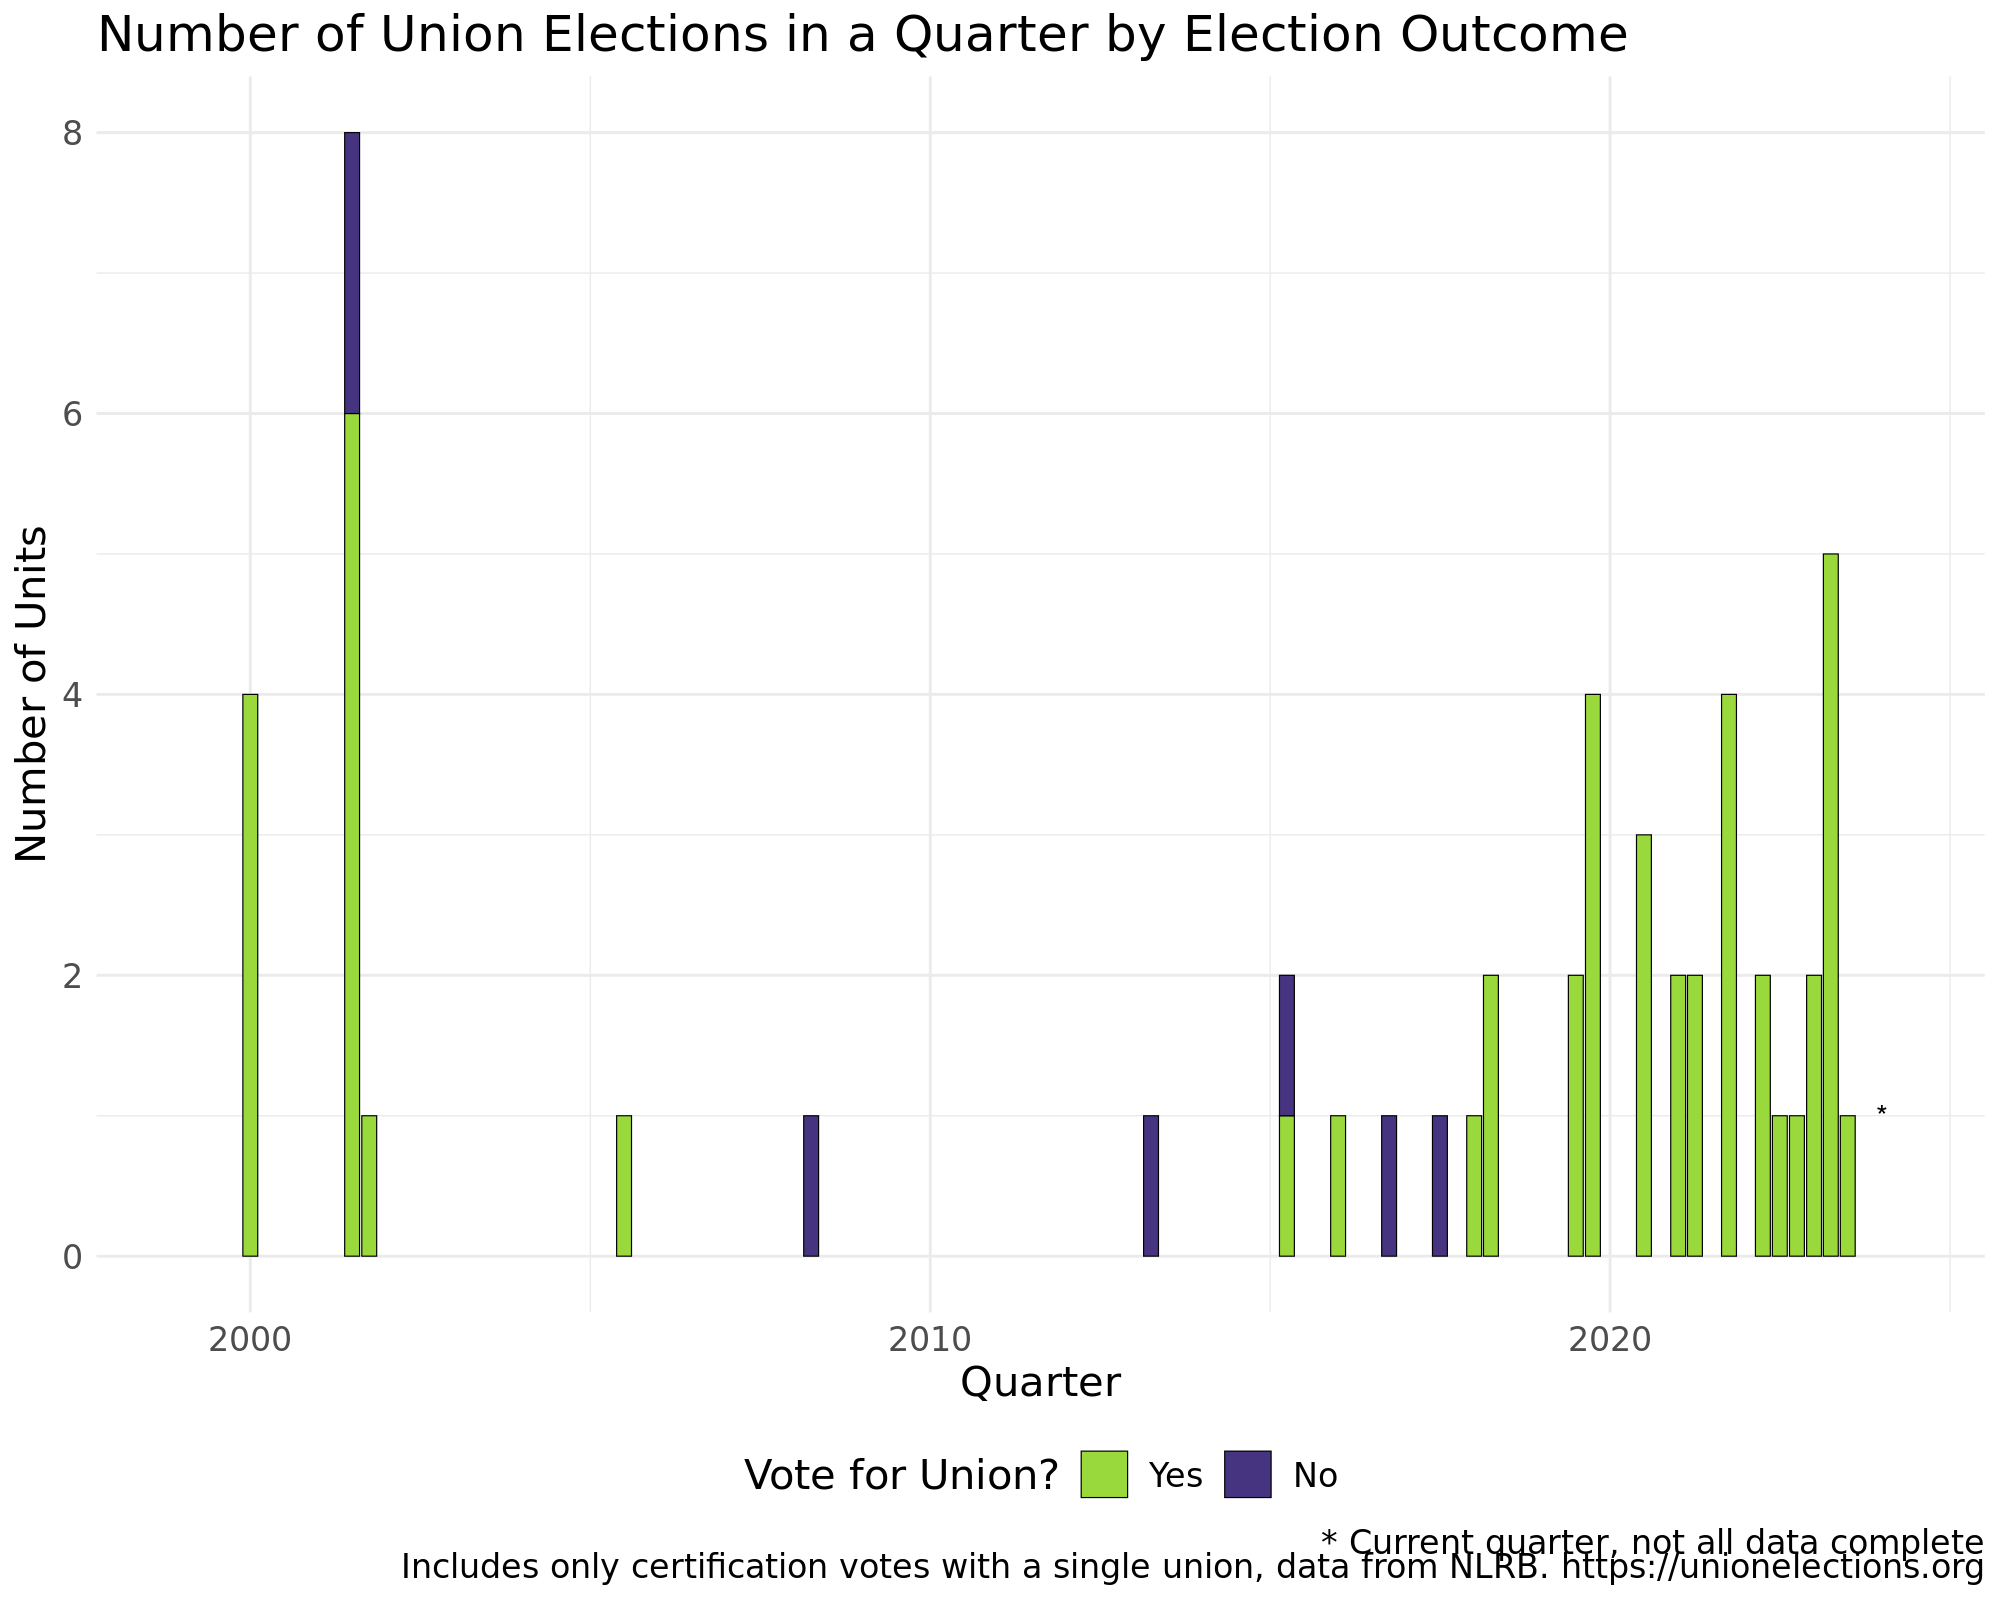 Number of Union Elections in a Quarter by Election Outcome
Number of Units
8
6
4
2
0
*
2000 2010 2020
Quarter
Vote for Union? Yes No
* Current quarter, not all data complete
Includes only certification votes with a single union, data from NLRB. https://unionelections.org